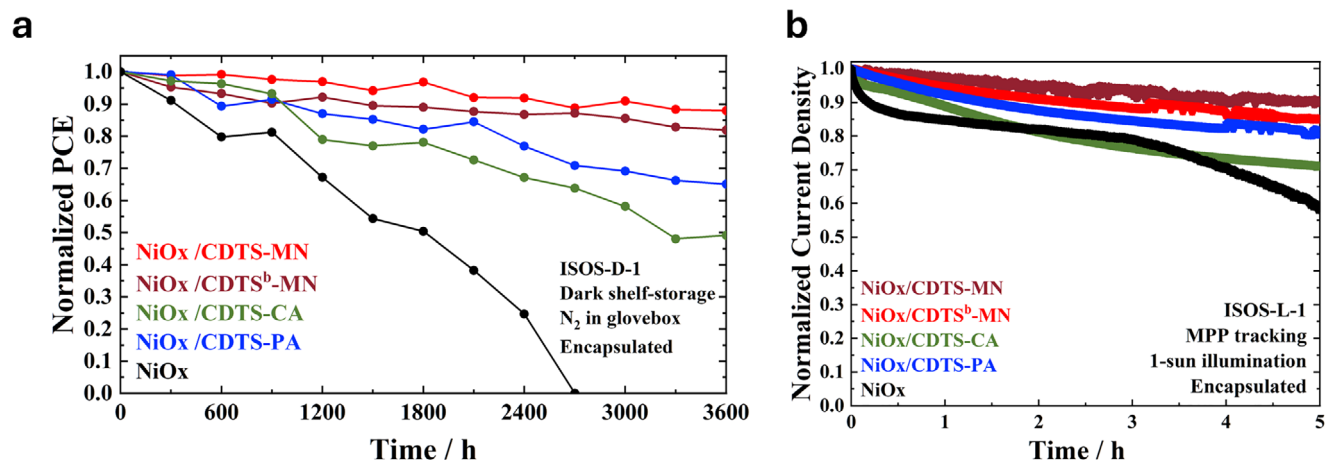 a
Normalized PCE
1.0
0.9
0.8
0.7
0.6
0.5
0.4
0.3
0.2
0.1
0.0
NiOx /CDTS-MN
NiOx /CDTSᵇ-MN
NiOx /CDTS-CA
NiOx /CDTS-PA
NiOx
ISOS-D-1
Dark shelf-storage
N₂ in glovebox
Encapsulated
0 600 1200 1800 2400 3000 3600
Time / h
b
Normalized Current Density
1.0
0.9
0.8
0.7
0.6
0.5
0.4
0.3
0.2
0.1
0.0
NiOx/CDTS-MN
NiOx/CDTSᵇ-MN
NiOx/CDTS-CA
NiOx/CDTS-PA
NiOx
ISOS-L-1
MPP tracking
1-sun illumination
Encapsulated
0 1 2 3 4 5
Time / h